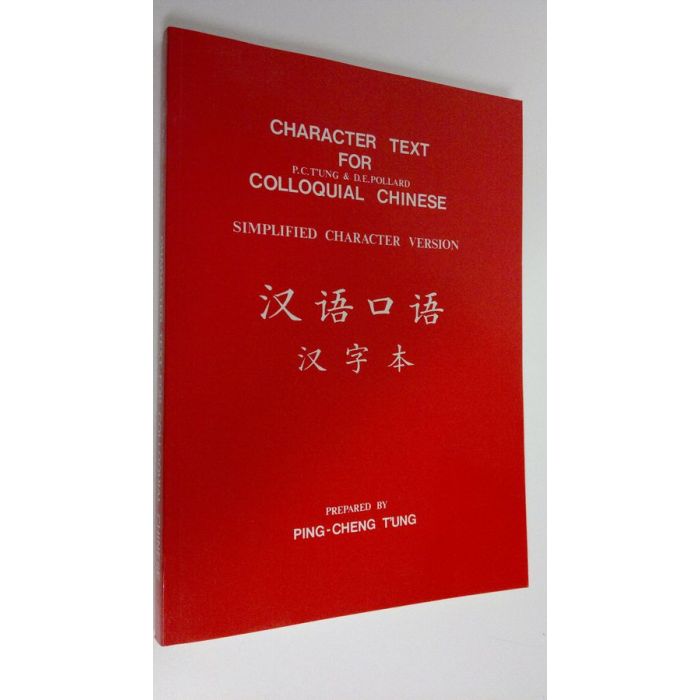 CHARACTER TEXT
FOR
P.C.T'UNG & D.E.POLLARD
COLLOQUIAL CHINESE
SIMPLIFIED CHARACTER VERSION
汉语口语
汉字本
PREPARED BY
PING-CHENG T'UNG